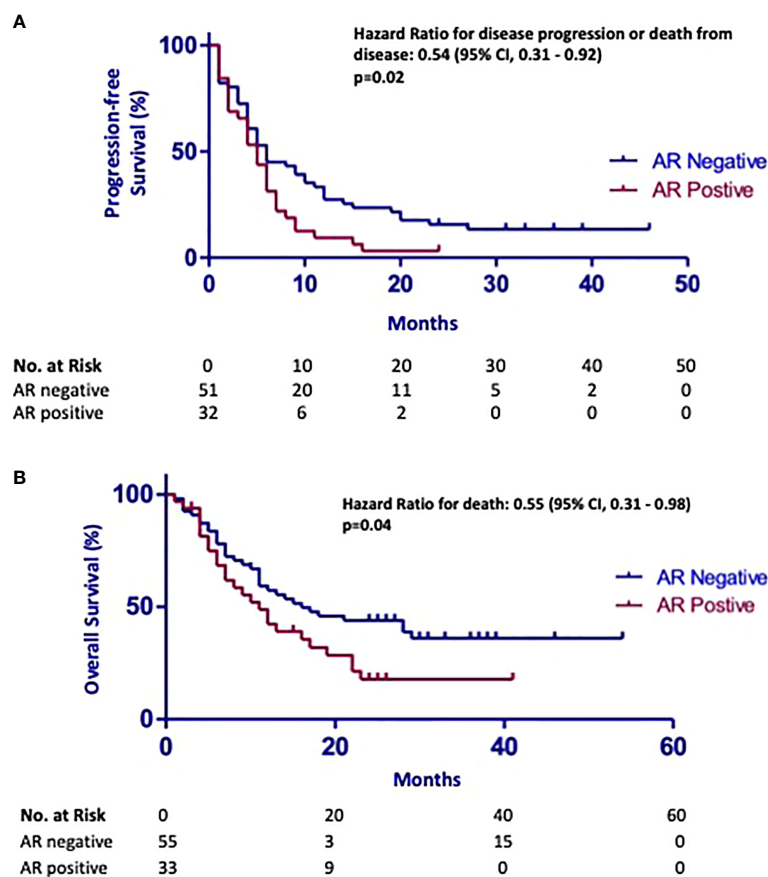 A
Hazard Ratio for disease progression or death from
disease: 0.54 (95% CI, 0.31 - 0.92)
p=0.02
Progression-free
Survival (%)
100
50
0
AR Negative
AR Postive
0 10 20 30 40 50
Months
No. at Risk 0 10 20 30 40 50
AR negative 51 20 11 5 2 0
AR positive 32 6 2 0 0 0
B
Hazard Ratio for death: 0.55 (95% CI, 0.31 - 0.98)
p=0.04
Overall Survival (%)
100
50
0
AR Negative
AR Postive
0 20 40 60
Months
No. at Risk 0 20 40 60
AR negative 55 3 15 0
AR positive 33 9 0 0